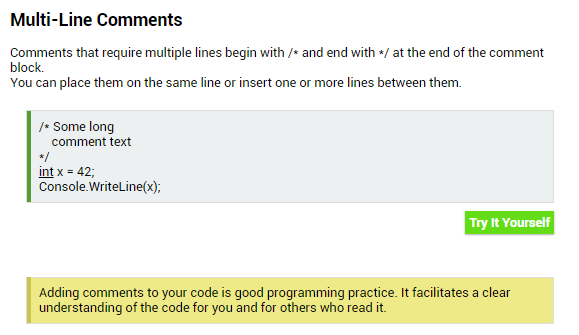 Multi-Line Comments
Comments that require multiple lines begin with /* and end with */ at the end of the comment
block.
You can place them on the same line or insert one or more lines between them.
/* Some long
comment text
*/
int x = 42;
Console.WriteLine(x);
Try It Yourself
Adding comments to your code is good programming practice. It facilitates a clear
understanding of the code for you and for others who read it.